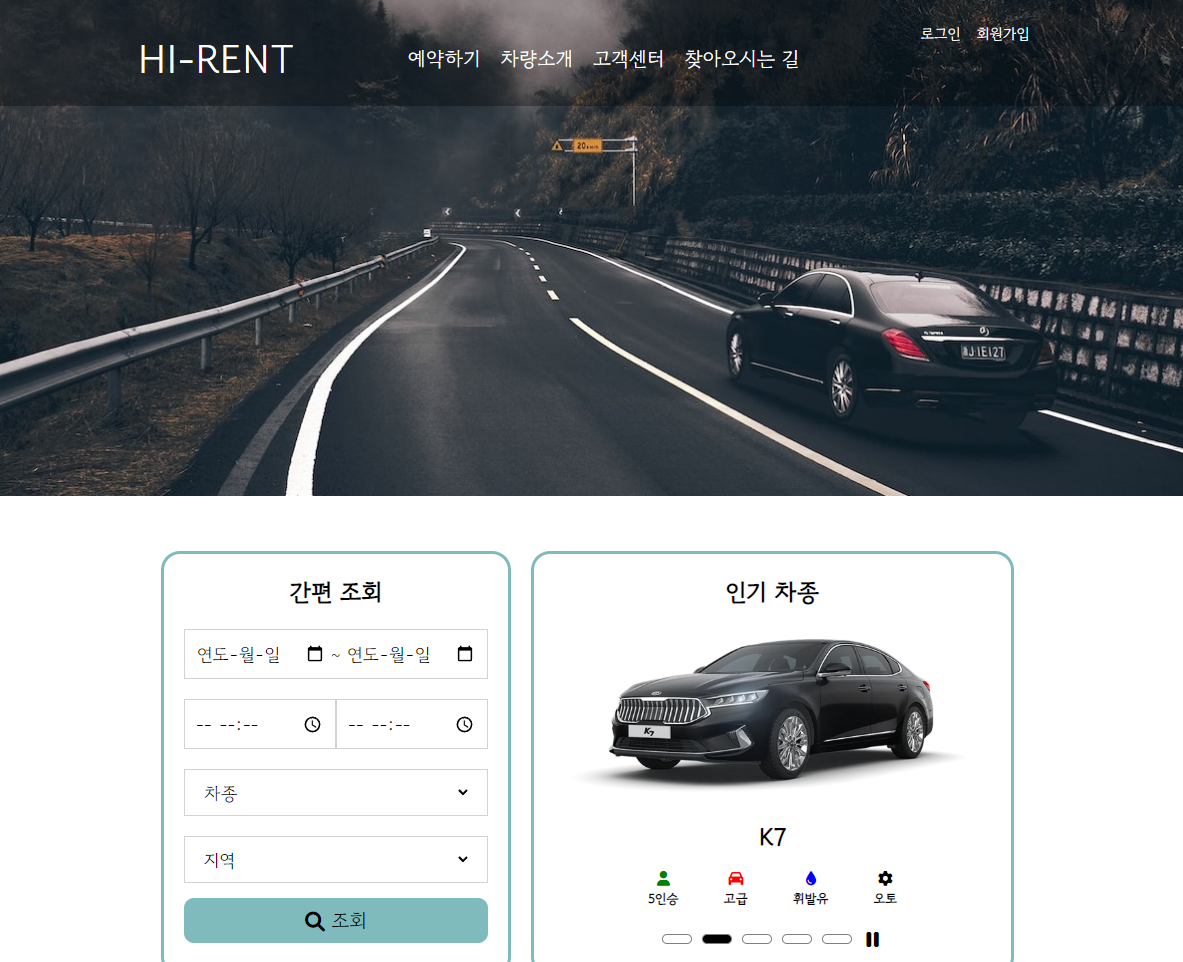 로그인 회원가입
HI-RENT 예약하기 차량소개 고객센터 찾아오시는 길
20
간편 조회
연도-월-일 ~ 연도-월-일
-- --:-- -- --:--
차종
지역
조회
인기 차종
K7
K7
5인승 고급 휘발유 오토